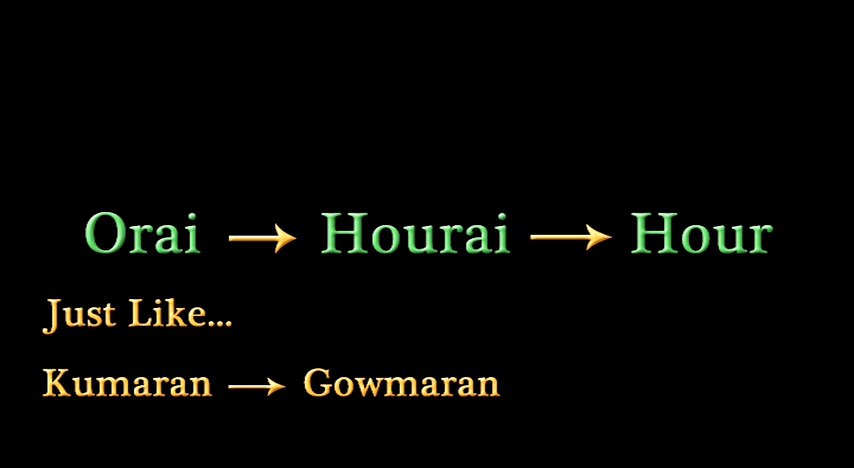 Orai → Hourai → Hour
Just Like...
Kumaran → Gowmaran